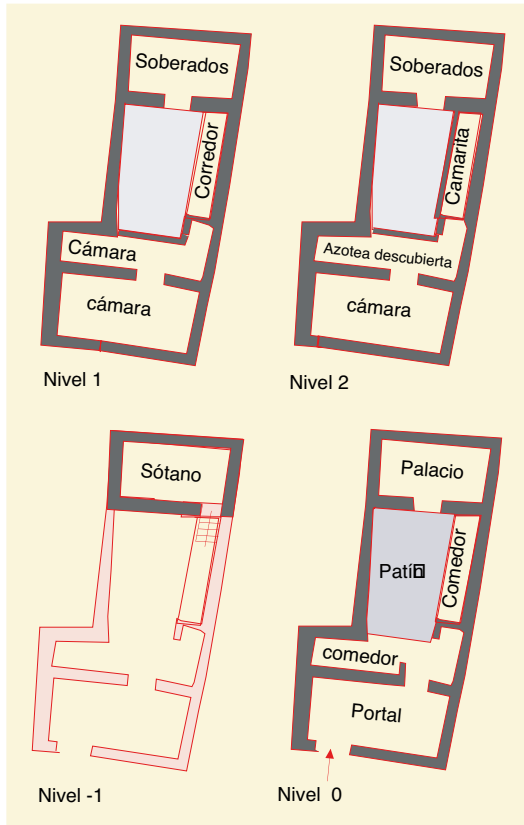 Soberados
Corredor
Cámara
cámara
Nivel 1
Soberados
Camarita
Azotea descubierta
cámara
Nivel 2
Sótano
Nivel -1
Palacio
Patí
Comedor
comedor
Portal
Nivel 0